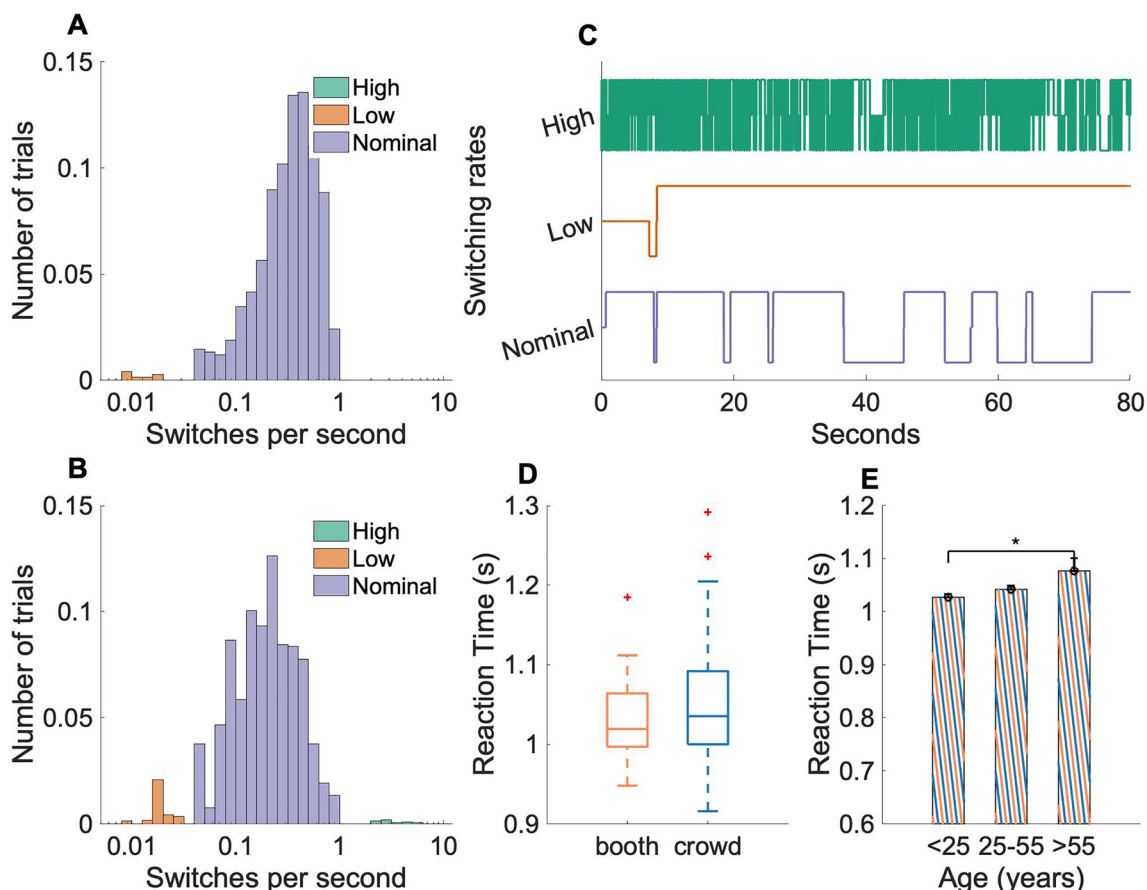 A
0.15
0.1
0.05
0
Number of trials
High
Low
Nominal
0.01 0.1 1 10
Switches per second
C
Switching rates
High
Low
Nominal
0 20 40 60 80
Seconds
B
0.15
0.1
0.05
0
Number of trials
High
Low
Nominal
0.01 0.1 1 10
Switches per second
D
1.3
1.2
1.1
1
0.9
Reaction Time (s)
booth crowd
E
1.2
1.1
1
0.9
0.8
0.7
0.6
Reaction Time (s)
*
<25 25-55 >55
Age (years)